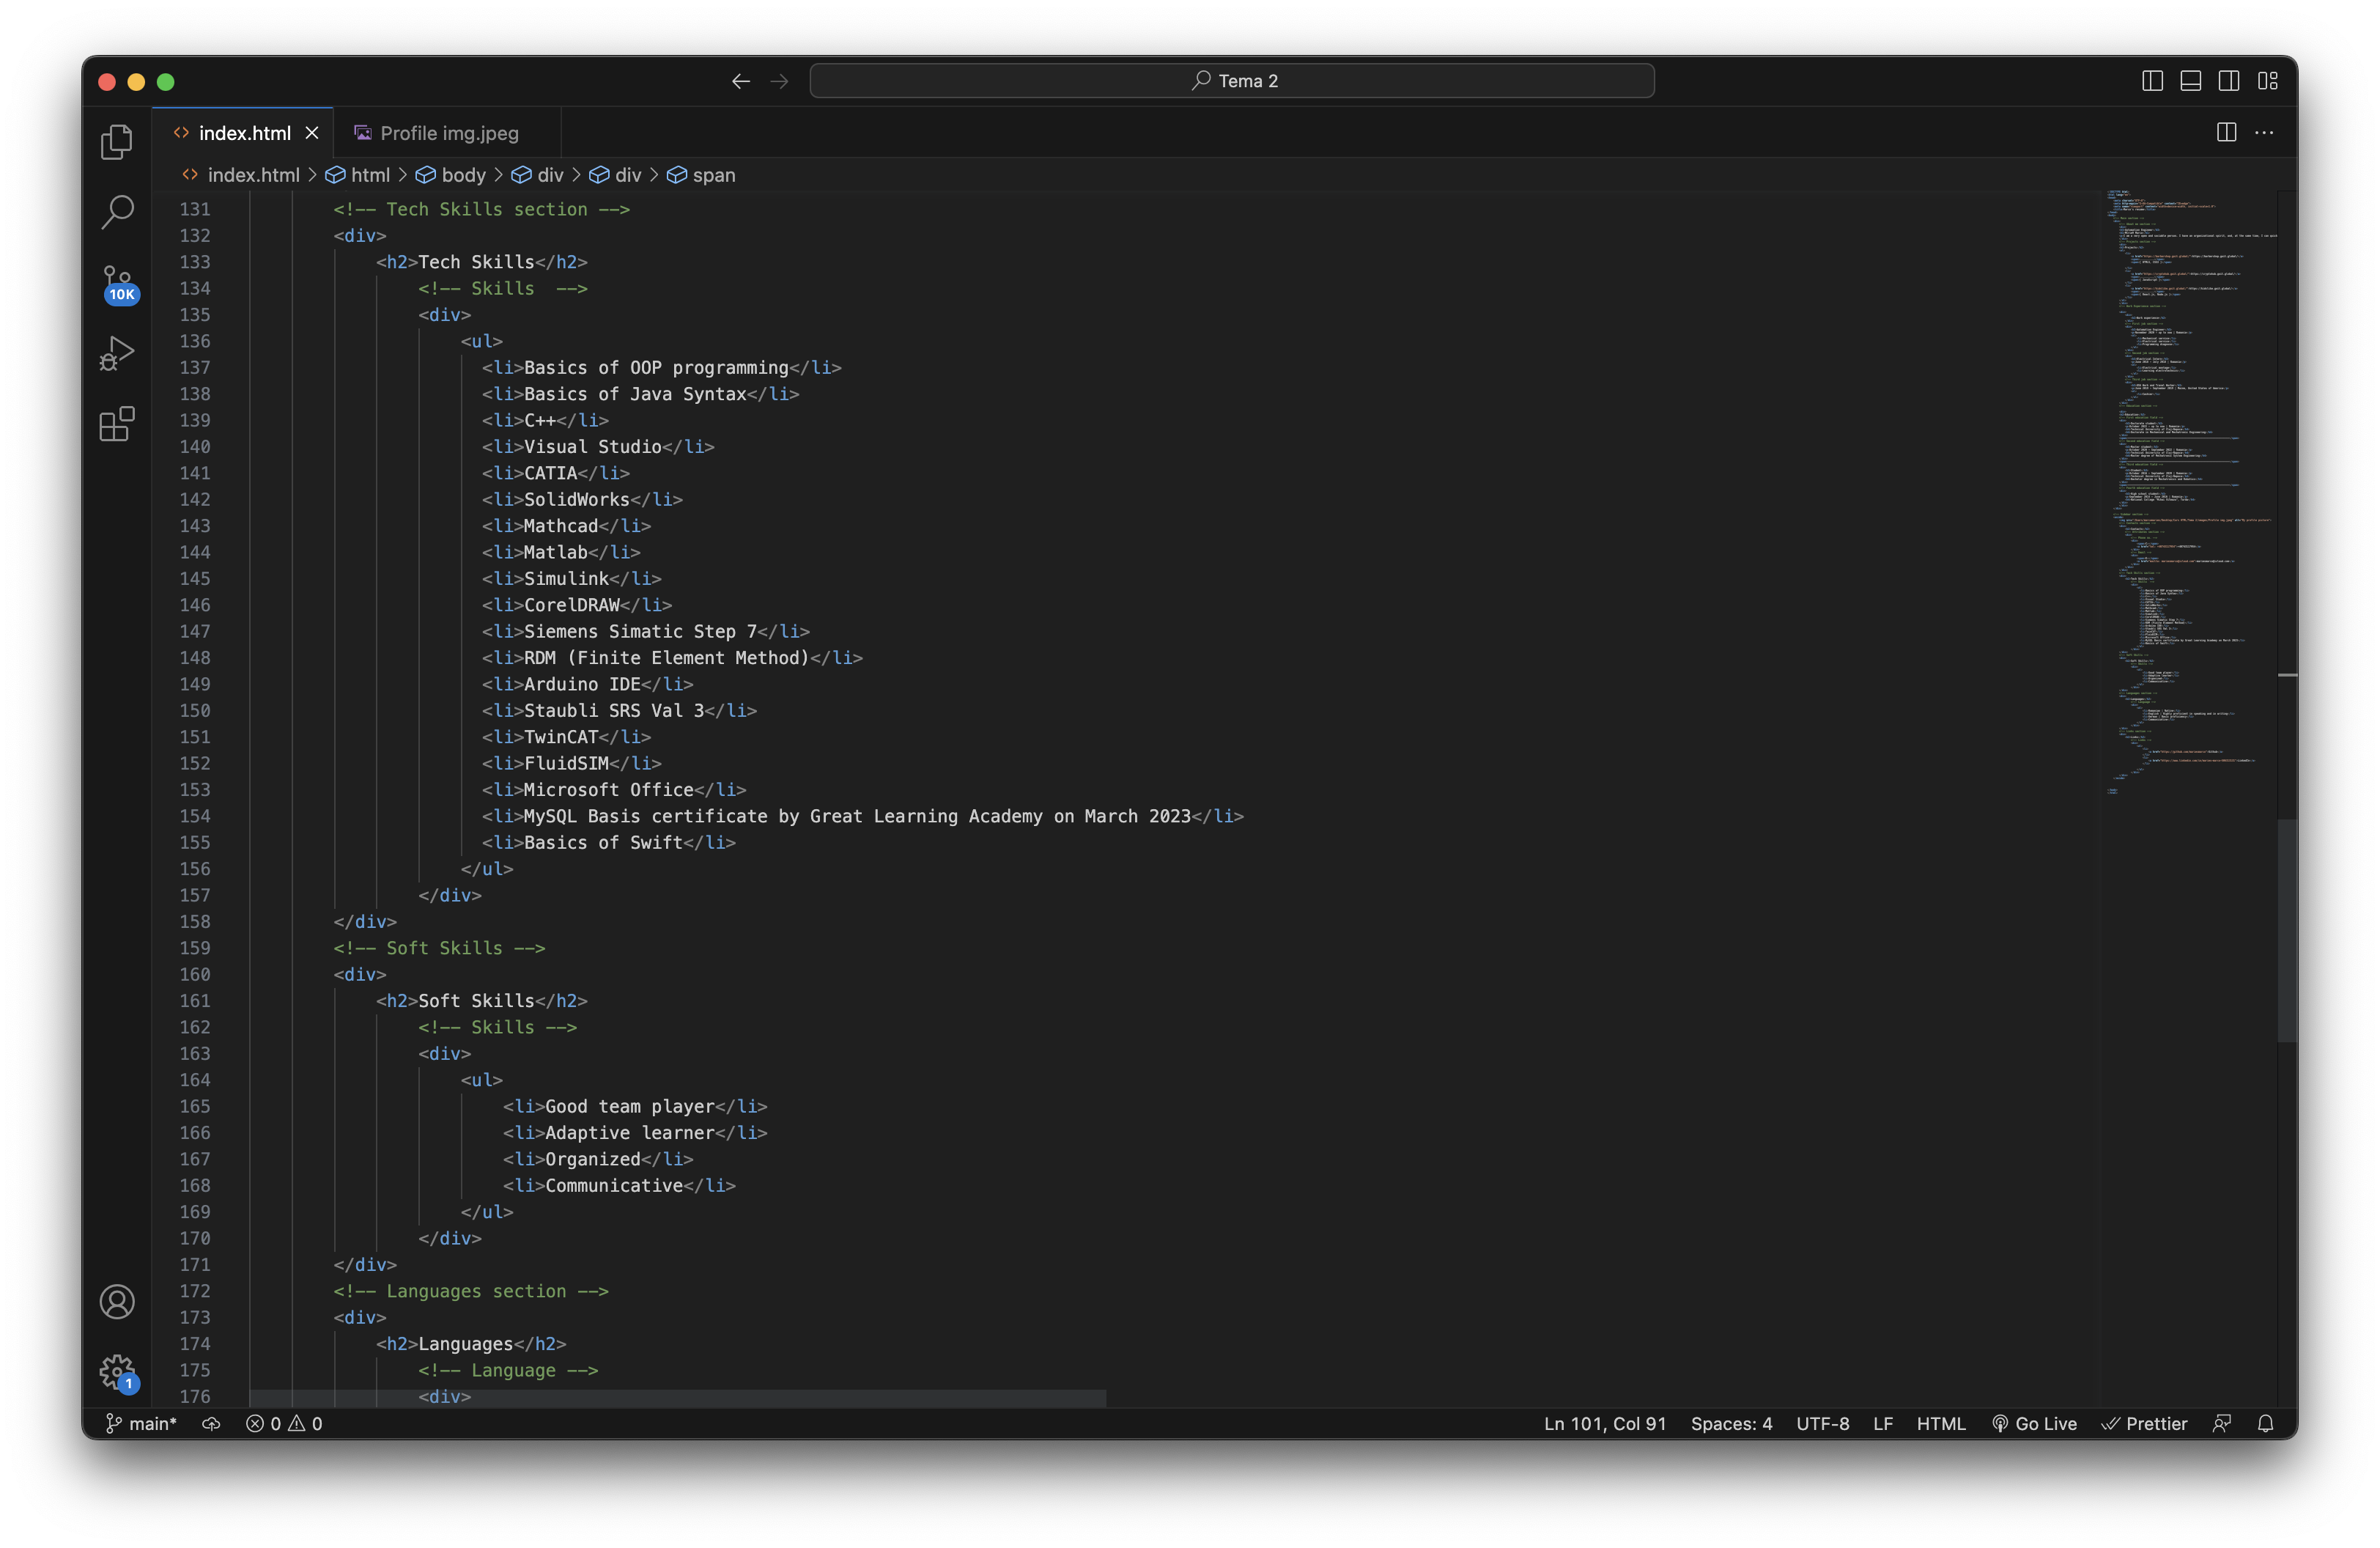 Tema 2
index.html
Profile img.jpeg
index.html > html > body > div > div > span
131 <!-- Tech Skills section -->
132 <div>
133 <h2>Tech Skills</h2>
134 <!-- Skills  -->
135 <div>
136 <ul>
137 <li>Basics of OOP programming</li>
138 <li>Basics of Java Syntax</li>
139 <li>C++</li>
140 <li>Visual Studio</li>
141 <li>CATIA</li>
142 <li>SolidWorks</li>
143 <li>Mathcad</li>
144 <li>Matlab</li>
145 <li>Simulink</li>
146 <li>CorelDRAW</li>
147 <li>Siemens Simatic Step 7</li>
148 <li>RDM (Finite Element Method)</li>
149 <li>Arduino IDE</li>
150 <li>Staubli SRS Val 3</li>
151 <li>TwinCAT</li>
152 <li>FluidSIM</li>
153 <li>Microsoft Office</li>
154 <li>MySQL Basis certificate by Great Learning Academy on March 2023</li>
155 <li>Basics of Swift</li>
156 </ul>
157 </div>
158 </div>
159 <!-- Soft Skills -->
160 <div>
161 <h2>Soft Skills</h2>
162 <!-- Skills -->
163 <div>
164 <ul>
165 <li>Good team player</li>
166 <li>Adaptive learner</li>
167 <li>Organized</li>
168 <li>Communicative</li>
169 </ul>
170 </div>
171 </div>
172 <!-- Languages section -->
173 <div>
174 <h2>Languages</h2>
175 <!-- Language -->
176 <div>
10K
1
main* 0 0 Ln 101, Col 91 Spaces: 4 UTF-8 LF HTML Go Live Prettier